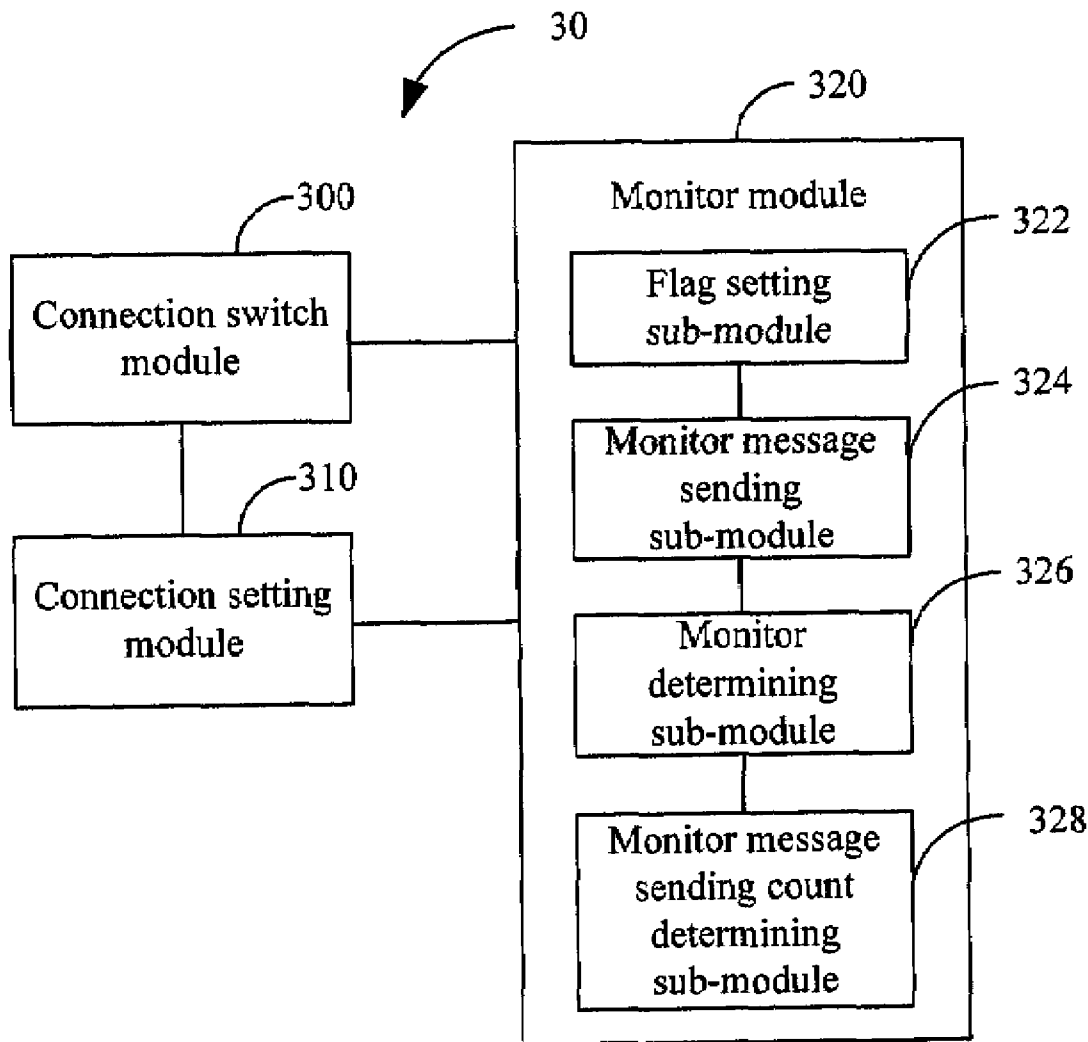 30
320
Monitor module
300
Connection switch
module
322
Flag setting
sub-module
324
Monitor message
sending
sub-module
310
Connection setting
module
326
Monitor
determining
sub-module
328
Monitor message
sending count
determining
sub-module